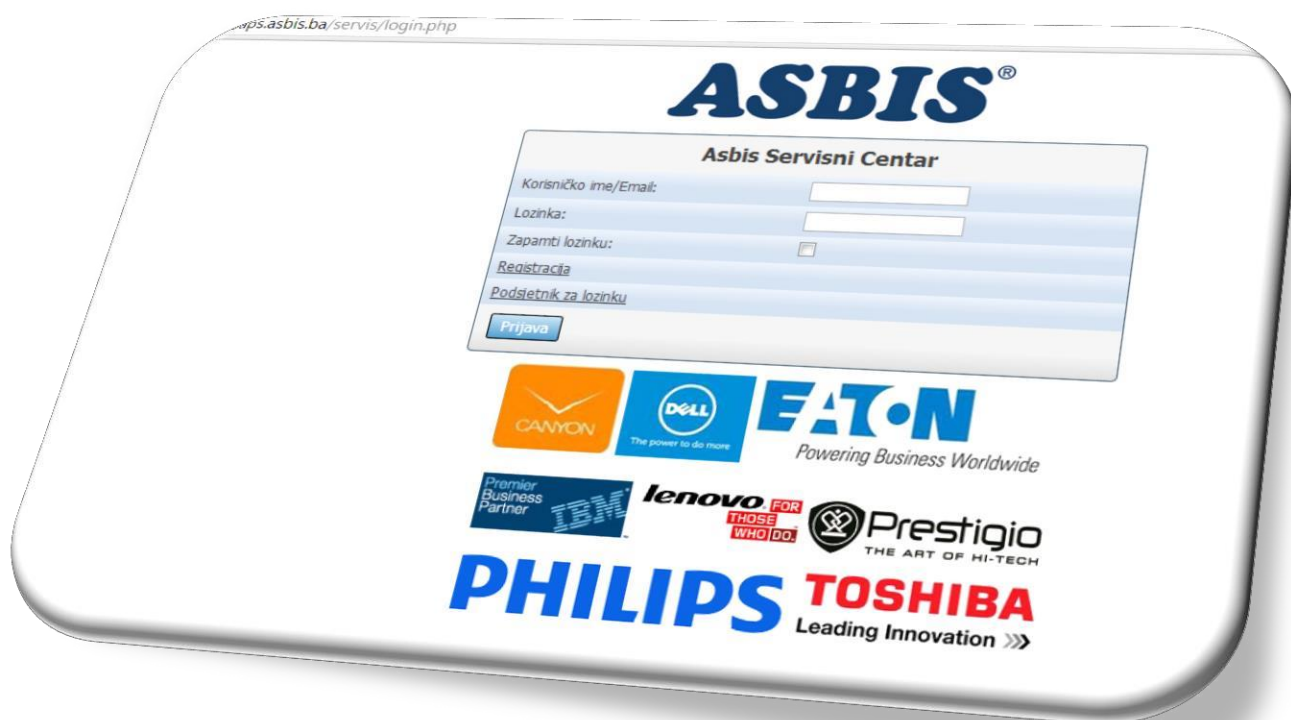 aps.asbis.ba/servis/login.php
ASBIS®
Asbis Servisni Centar
Korisničko ime/Email:
Lozinka:
Zapamti lozinku:
Registracija
Podsjetnik za lozinku
Prijava
CANYON
DELL
The power to do more
EATON
Powering Business Worldwide
Premier
Business
Partner
IBM
lenovo FOR
THOSE
WHO DO.
Prestigio
THE ART OF HI-TECH
PHILIPS
TOSHIBA
Leading Innovation >>>